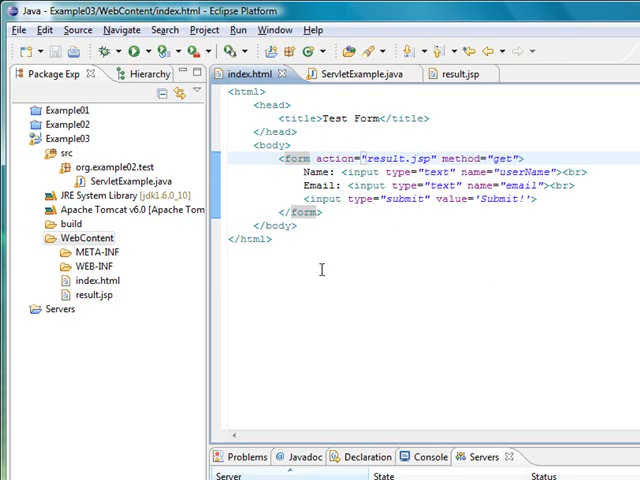 Java - Example03/WebContent/index.html - Eclipse Platform
File Edit Source Navigate Search Project Run Window Help
Package Exp Hierarchy
index.html ServletExample.java result.jsp
Example01
Example02
Example03
src
org.example02.test
ServletExample.java
JRE System Library [jdk1.6.0_10]
Apache Tomcat v6.0 [Apache Tom
build
WebContent
META-INF
WEB-INF
index.html
result.jsp
Servers
<html>
<head>
<title>Test Form</title>
</head>
<body>
<form action="result.jsp" method="get">
Name: <input type="text" name="userName"><br>
Email: <input type="text" name="email"><br>
<input type="submit" value='Submit!'>
</form>
</body>
</html>
Problems Javadoc Declaration Console Servers
Server State Status